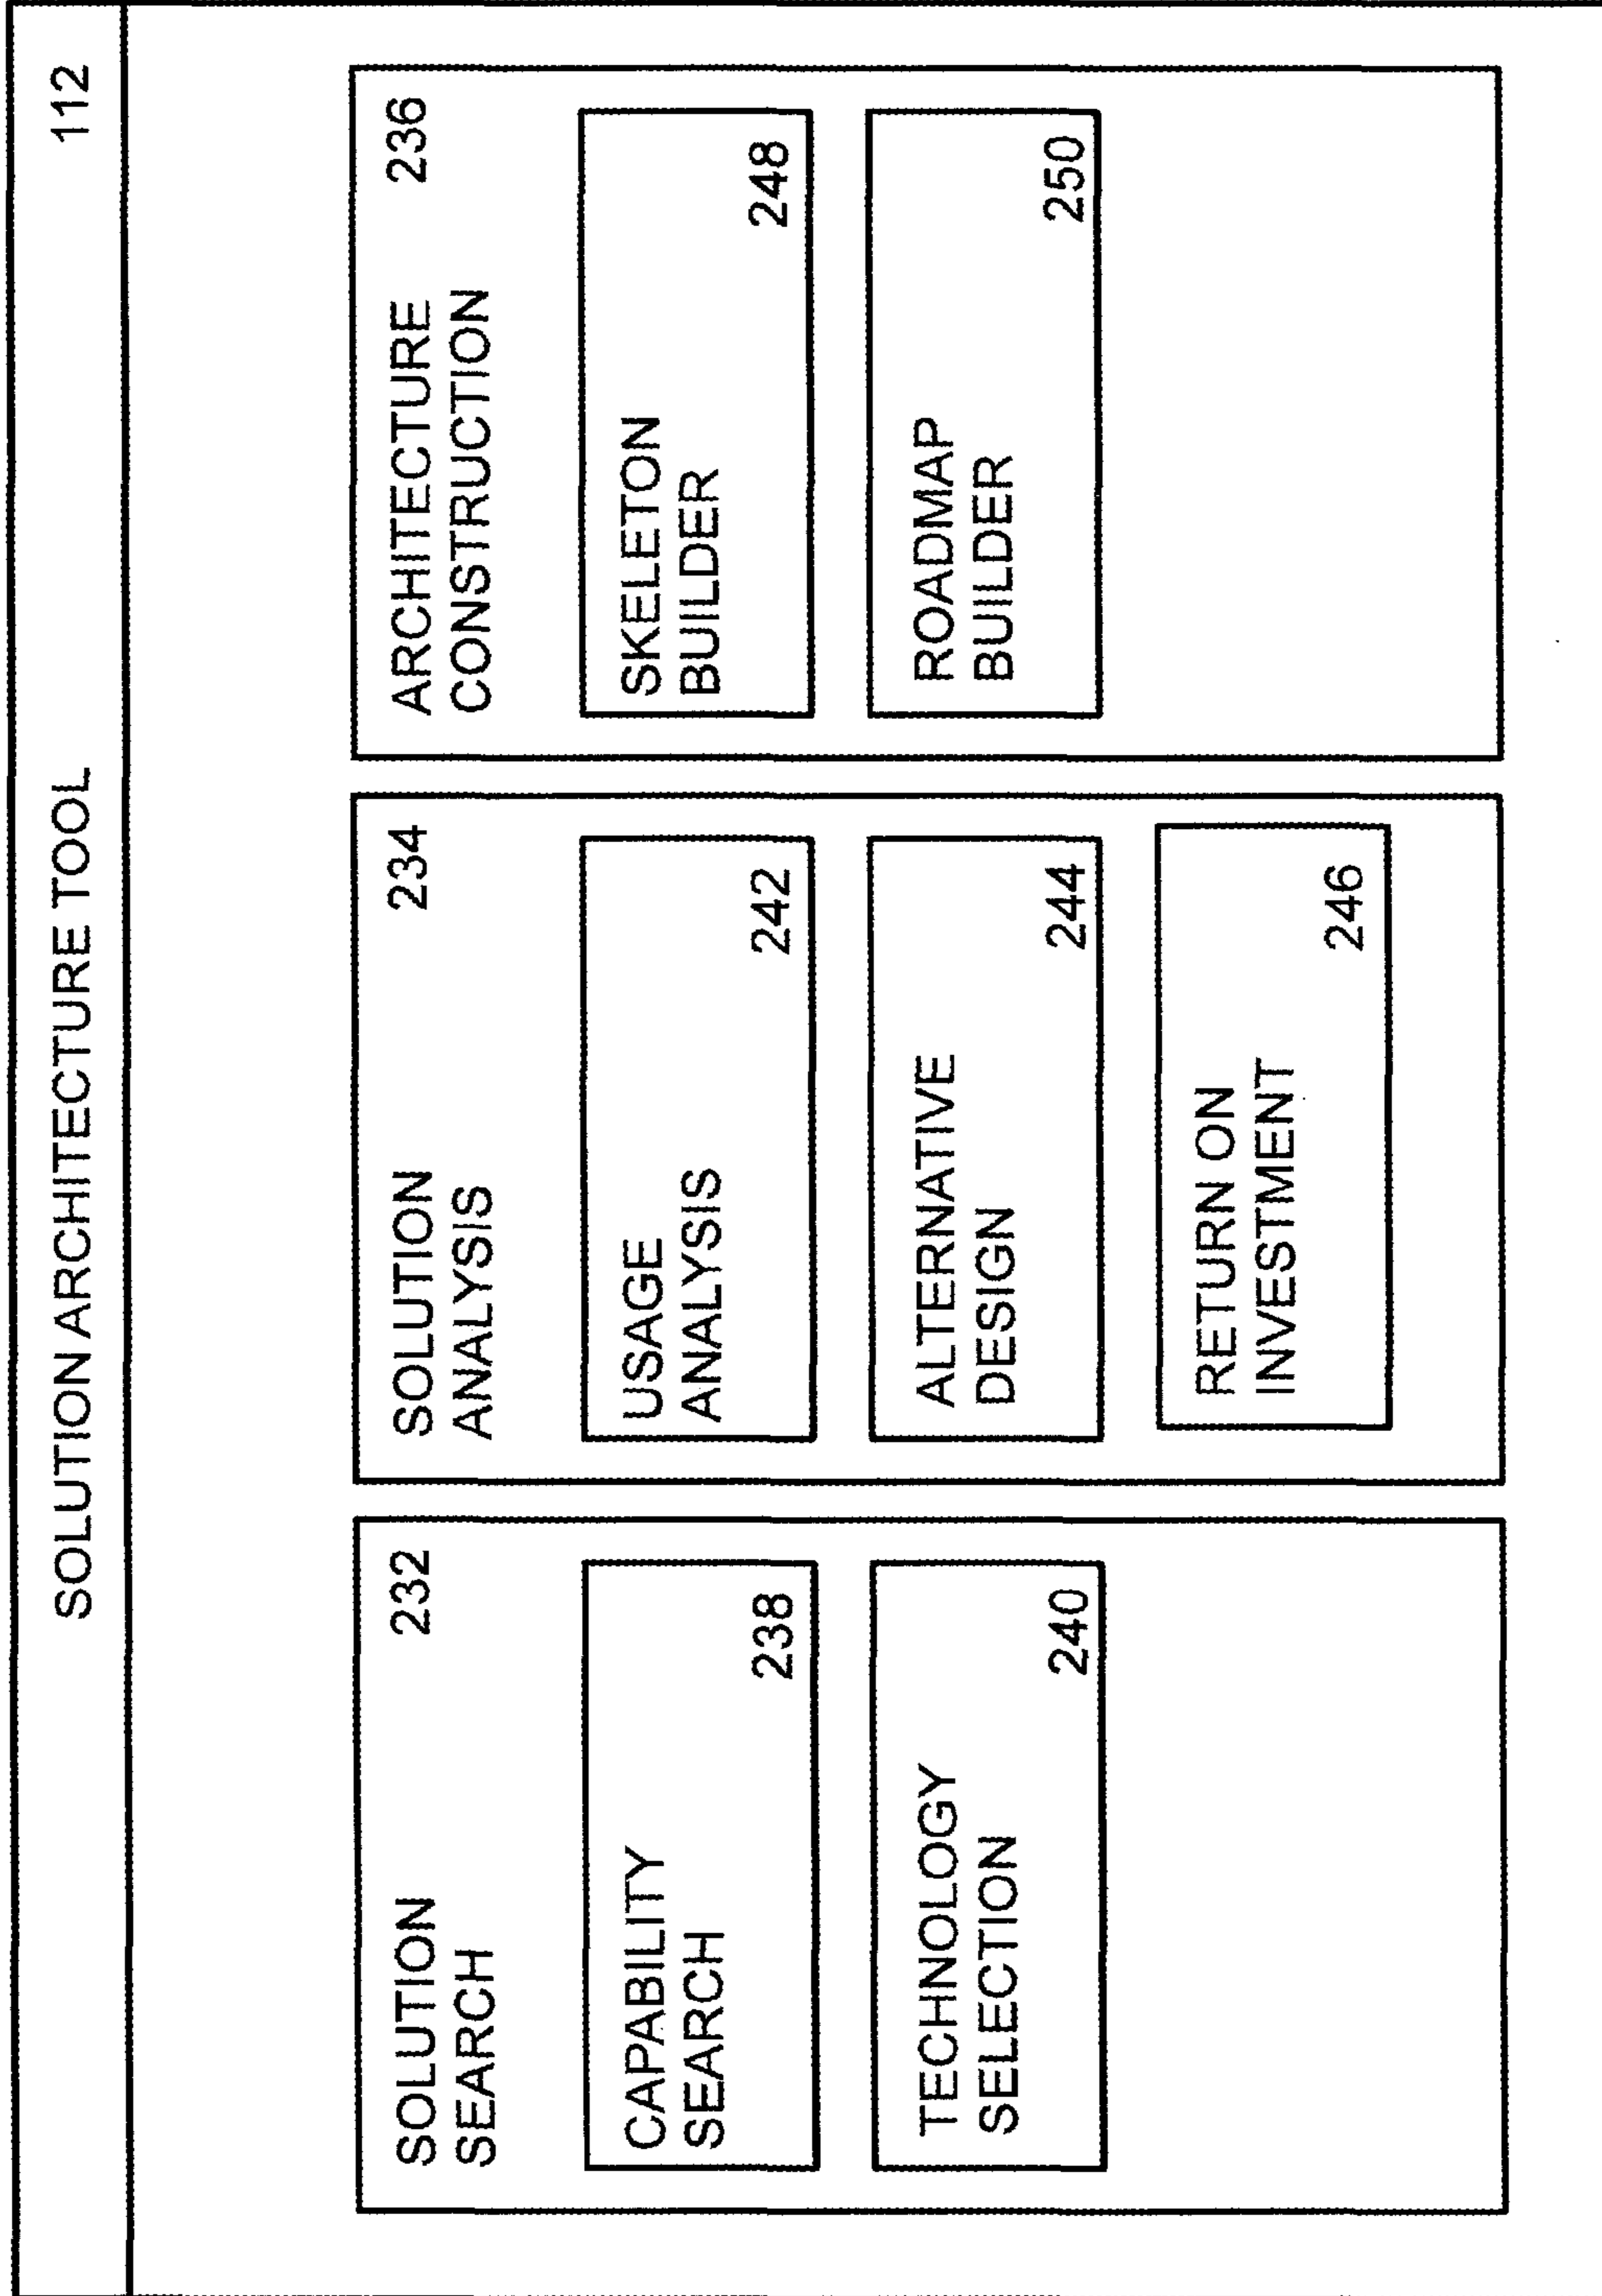 SOLUTION ARCHITECTURE TOOL 112
SOLUTION 232
SEARCH
CAPABILITY
SEARCH
238
TECHNOLOGY
SELECTION
240
SOLUTION 234
ANALYSIS
USAGE
ANALYSIS
242
ALTERNATIVE
DESIGN
244
RETURN ON
INVESTMENT
246
ARCHITECTURE 236
CONSTRUCTION
SKELETON
BUILDER
248
ROADMAP
BUILDER
250